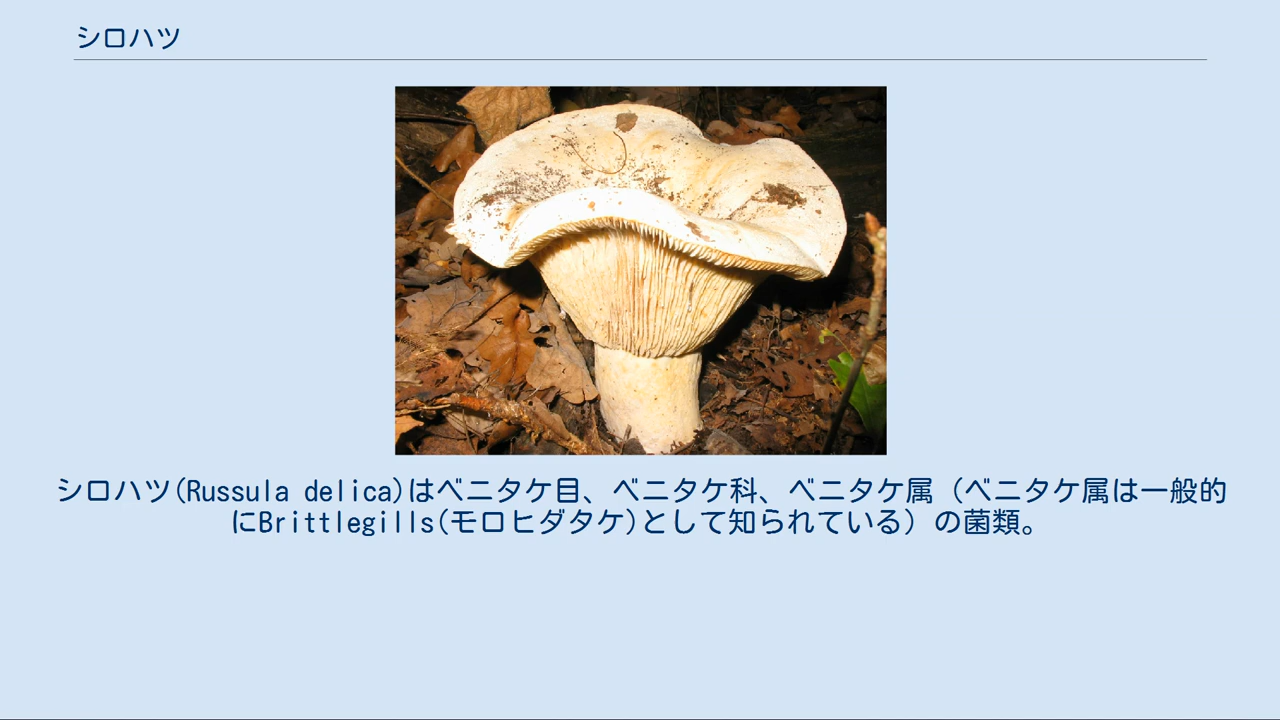 シロハツ
シロハツ(Russula delica)はベニタケ目、ベニタケ科、ベニタケ属（ベニタケ属は一般的
にBrittlegills(モロヒダタケ)として知られている）の菌類。